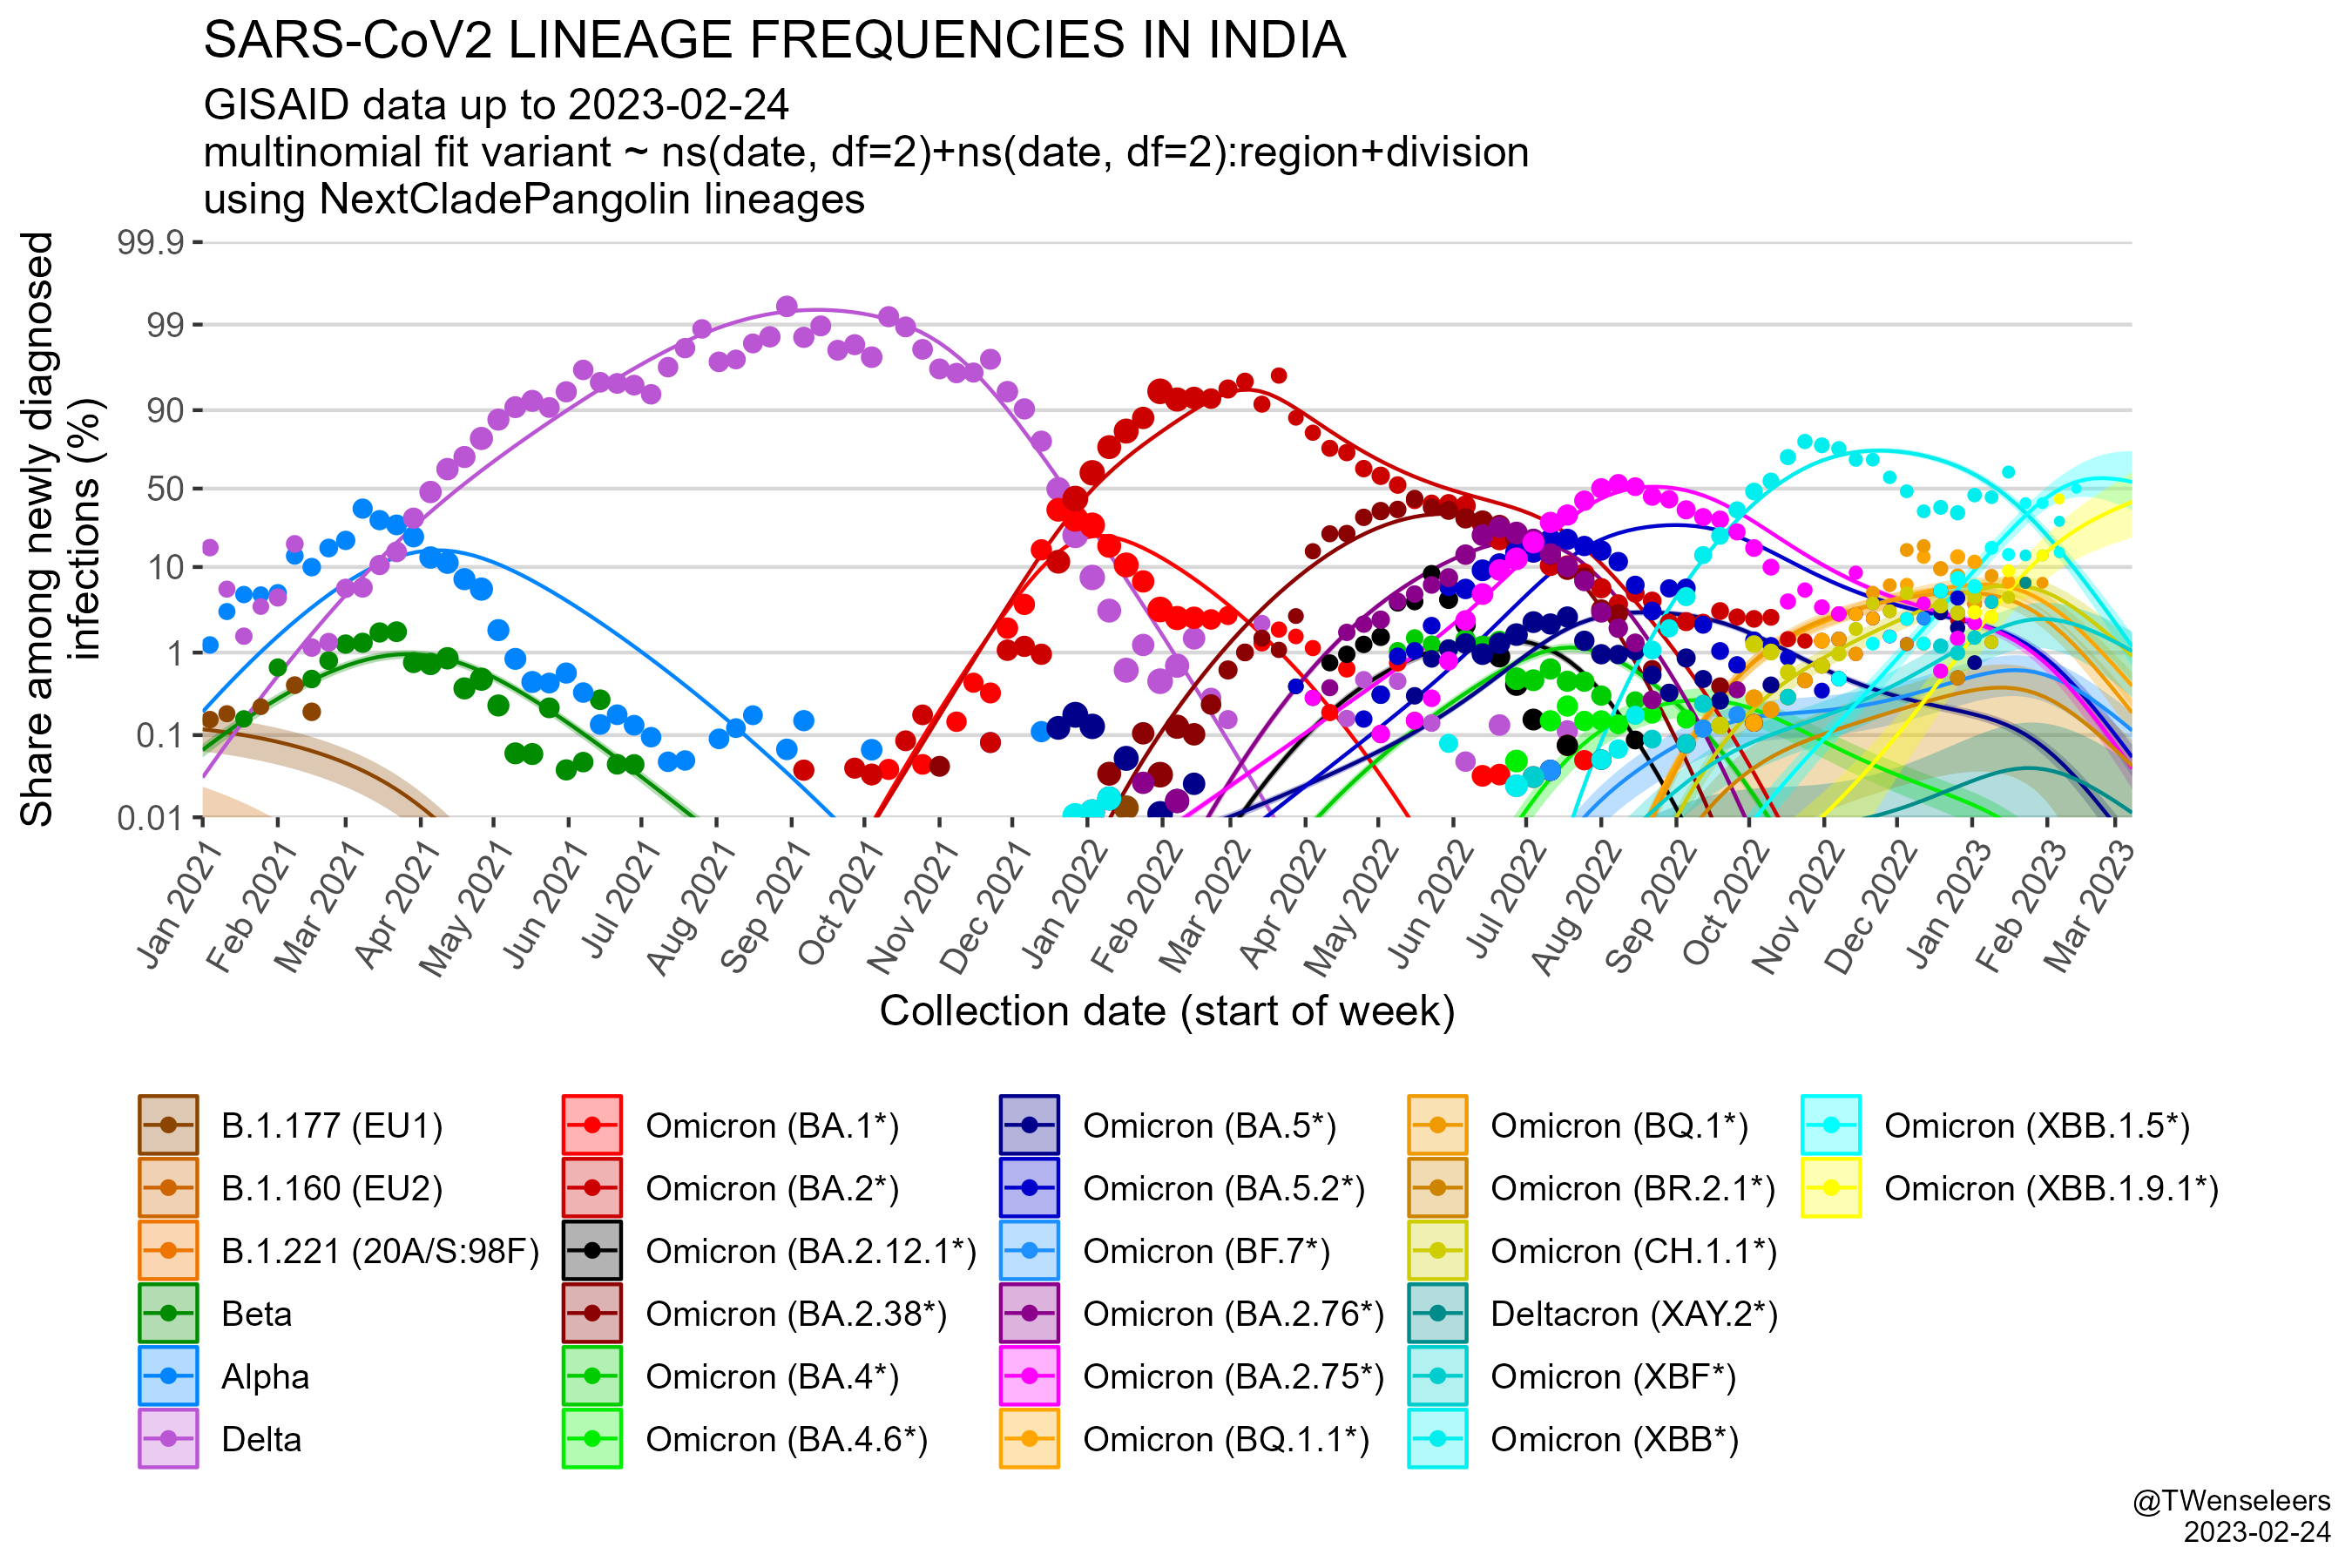 SARS-CoV2 LINEAGE FREQUENCIES IN INDIA
GISAID data up to 2023-02-24
multinomial fit variant ~ ns(date, df=2)+ns(date, df=2):region+division
using NextCladePangolin lineages
Share among newly diagnosed
infections (%)
99.9
99
90
50
10
1
0.1
0.01
Jan 2021
Feb 2021
Mar 2021
Apr 2021
May 2021
Jun 2021
Jul 2021
Aug 2021
Sep 2021
Oct 2021
Nov 2021
Dec 2021
Jan 2022
Feb 2022
Mar 2022
Apr 2022
May 2022
Jun 2022
Jul 2022
Aug 2022
Sep 2022
Oct 2022
Nov 2022
Dec 2022
Jan 2023
Feb 2023
Mar 2023
Collection date (start of week)
B.1.177 (EU1)
B.1.160 (EU2)
B.1.221 (20A/S:98F)
Beta
Alpha
Delta
Omicron (BA.1*)
Omicron (BA.2*)
Omicron (BA.2.12.1*)
Omicron (BA.2.38*)
Omicron (BA.4*)
Omicron (BA.4.6*)
Omicron (BA.5*)
Omicron (BA.5.2*)
Omicron (BF.7*)
Omicron (BA.2.76*)
Omicron (BA.2.75*)
Omicron (BQ.1.1*)
Omicron (BQ.1*)
Omicron (BR.2.1*)
Omicron (CH.1.1*)
Deltacron (XAY.2*)
Omicron (XBF*)
Omicron (XBB*)
Omicron (XBB.1.5*)
Omicron (XBB.1.9.1*)
@TWenseleers
2023-02-24